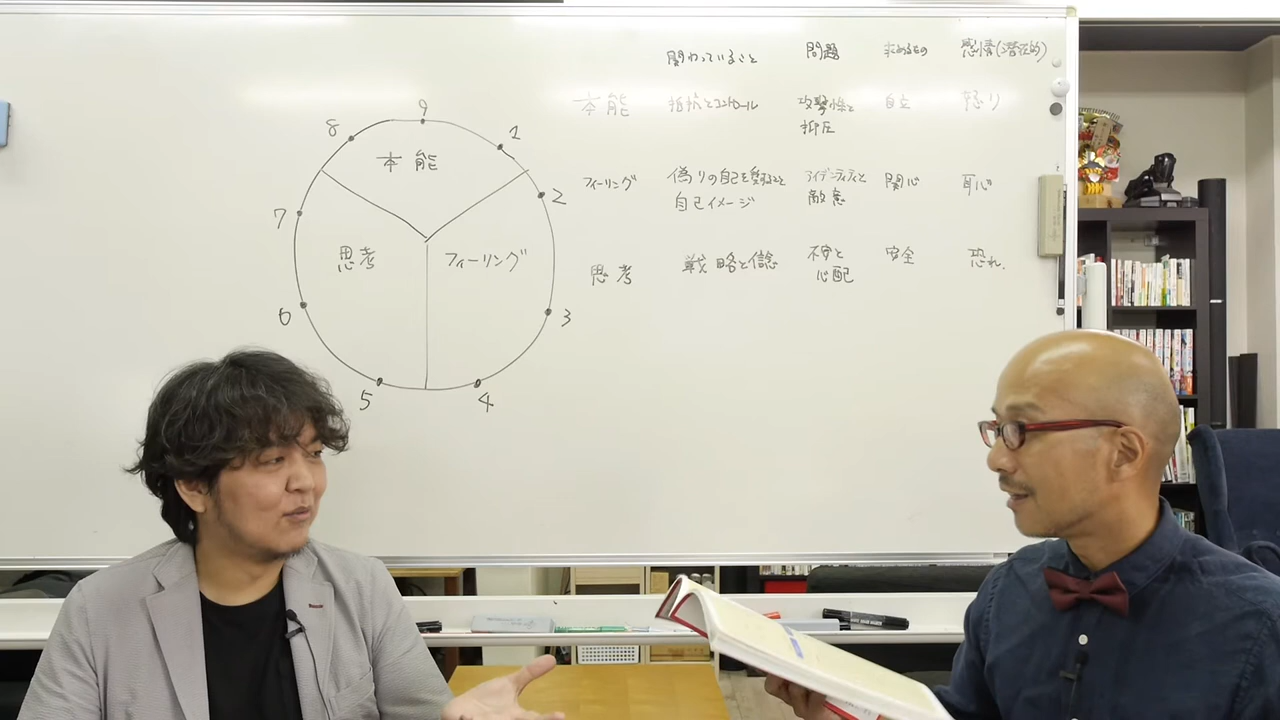 関わっていること 問題 求めるもの 感情(潜在的)
本能 抵抗とコントロール 攻撃性と 自立 怒り
抑圧
フィーリング 偽りの自己を愛すること アイデンティティと 関心 恥
自己イメージ 敵意
思考 戦略と信念 不安と 安全 恐れ
心配
9
8 1
本能
7 2
思考 フィーリング
6 3
5 4